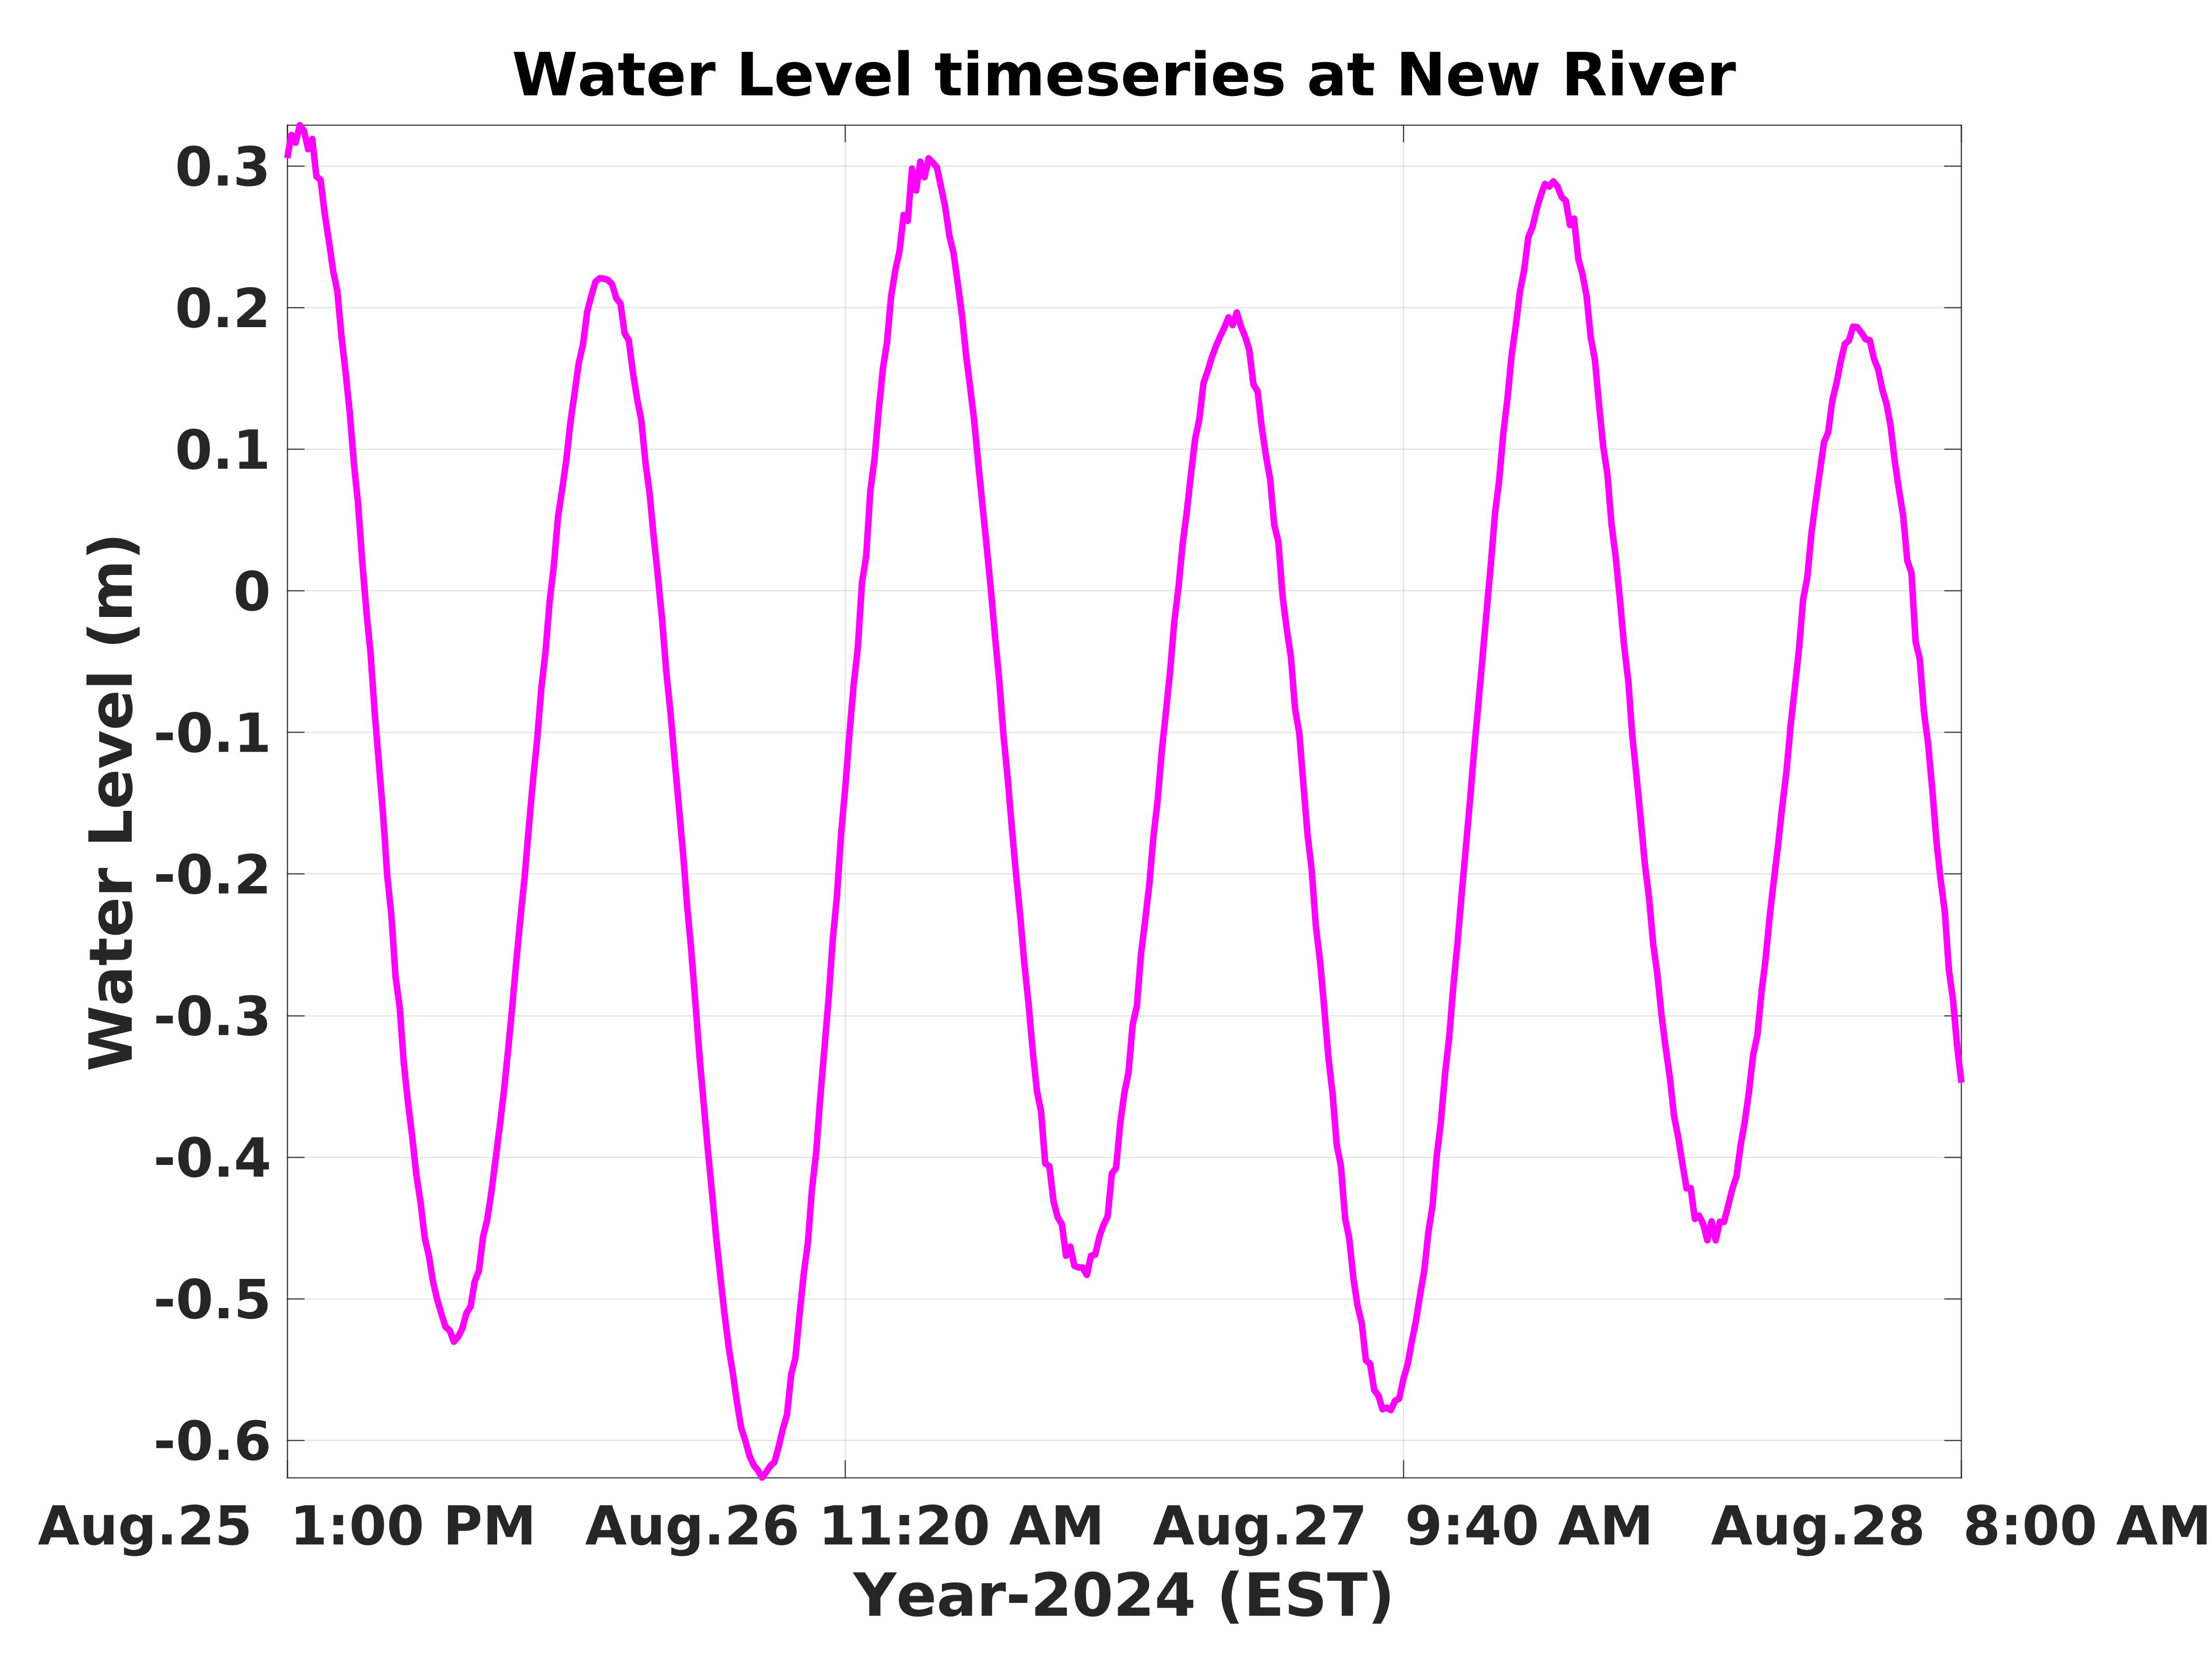 Water Level timeseries at New River
Water Level (m)
0.3
0.2
0.1
0
-0.1
-0.2
-0.3
-0.4
-0.5
-0.6
Aug.25 1:00 PM Aug.26 11:20 AM Aug.27 9:40 AM Aug.28 8:00 AM
Year-2024 (EST)